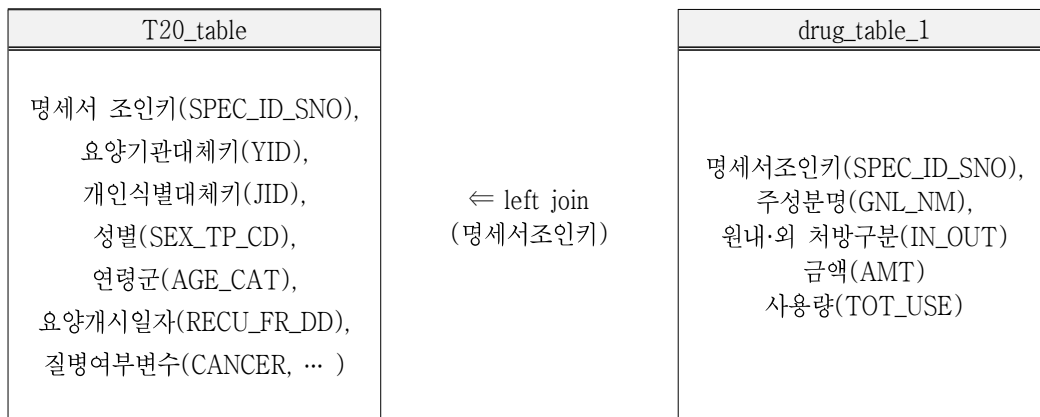 T20_table
명세서 조인키(SPEC_ID_SNO),
요양기관대체키(YID),
개인식별대체키(JID),
성별(SEX_TP_CD),
연령군(AGE_CAT),
요양개시일자(RECU_FR_DD),
질병여부변수(CANCER, … )
⇐ left join
(명세서조인키)
drug_table_1
명세서조인키(SPEC_ID_SNO),
주성분명(GNL_NM),
원내·외 처방구분(IN_OUT)
금액(AMT)
사용량(TOT_USE)